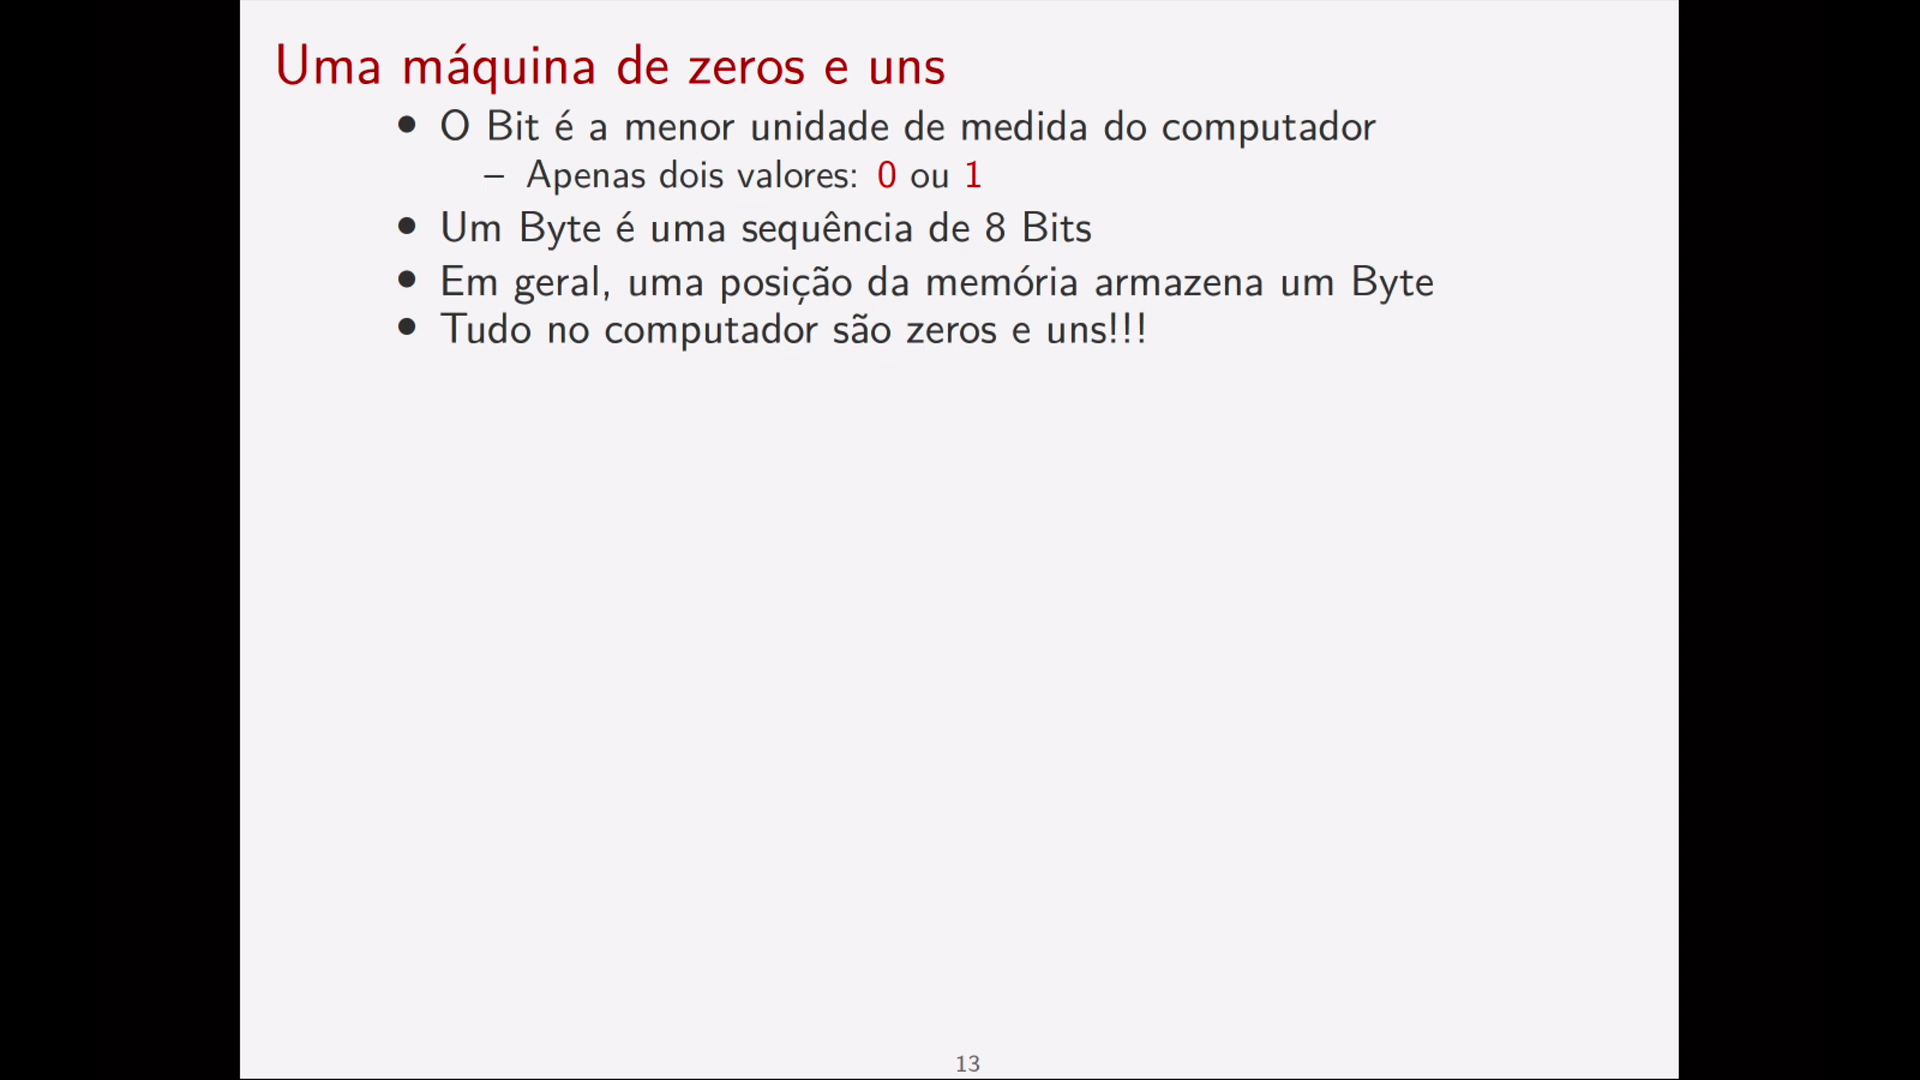 Uma máquina de zeros e uns
• O Bit é a menor unidade de medida do computador
– Apenas dois valores: 0 ou 1
• Um Byte é uma sequência de 8 Bits
• Em geral, uma posição da memória armazena um Byte
• Tudo no computador são zeros e uns!!!
13